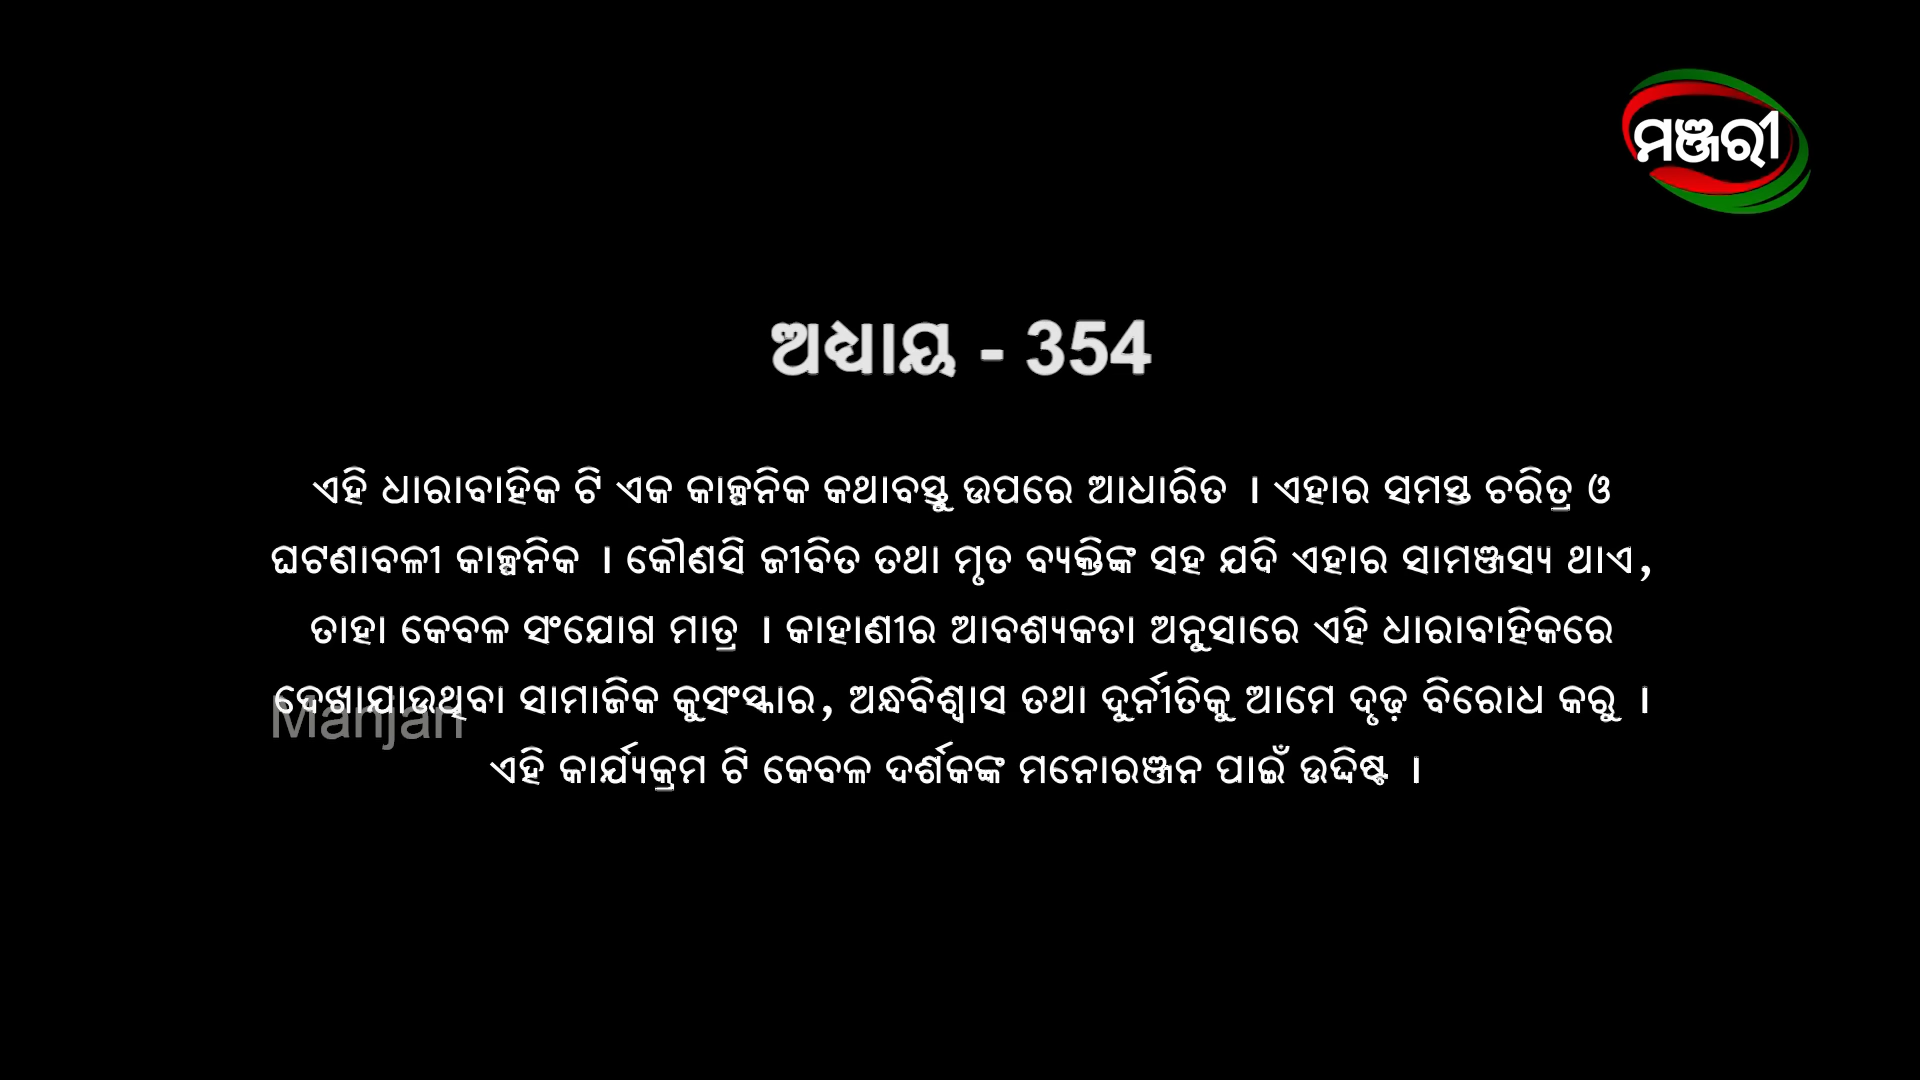 ମଞ୍ଜରୀ
ଅଧ୍ୟାୟ - 354
ଏହି ଧାରାବାହିକ ଟି ଏକ କାଳ୍ପନିକ କଥାବସ୍ତୁ ଉପରେ ଆଧାରିତ । ଏହାର ସମସ୍ତ ଚରିତ୍ର ଓ
ଘଟଣାବଳୀ କାଳ୍ପନିକ । କୌଣସି ଜୀବିତ ତଥା ମୃତ ବ୍ୟକ୍ତିଙ୍କ ସହ ଯଦି ଏହାର ସାମଞ୍ଜସ୍ୟ ଥାଏ,
ତାହା କେବଳ ସଂଯୋଗ ମାତ୍ର । କାହାଣୀର ଆବଶ୍ୟକତା ଅନୁସାରେ ଏହି ଧାରାବାହିକରେ
ଦେଖାଯାଉଥିବା ସାମାଜିକ କୁସଂସ୍କାର, ଅନ୍ଧବିଶ୍ୱାସ ତଥା ଦୁର୍ନୀତିକୁ ଆମେ ଦୃଢ଼ ବିରୋଧ କରୁ ।
Manjari
ଏହି କାର୍ଯ୍ୟକ୍ରମ ଟି କେବଳ ଦର୍ଶକଙ୍କ ମନୋରଞ୍ଜନ ପାଇଁ ଉଦ୍ଦିଷ୍ଟ ।